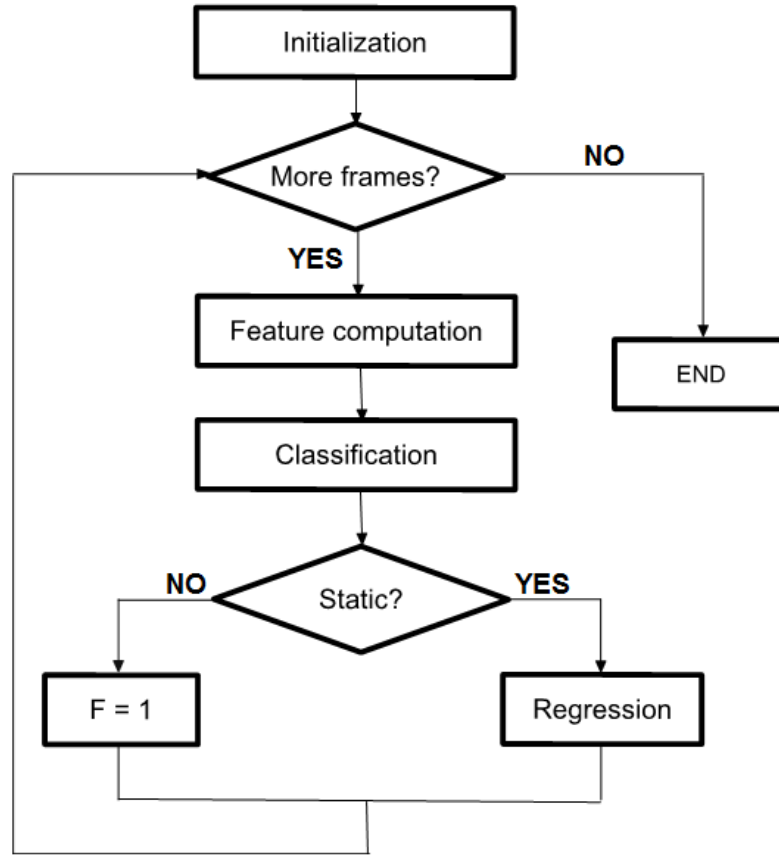 Initialization
More frames?
NO
YES
Feature computation
END
Classification
NO
YES
Static?
F = 1
Regression